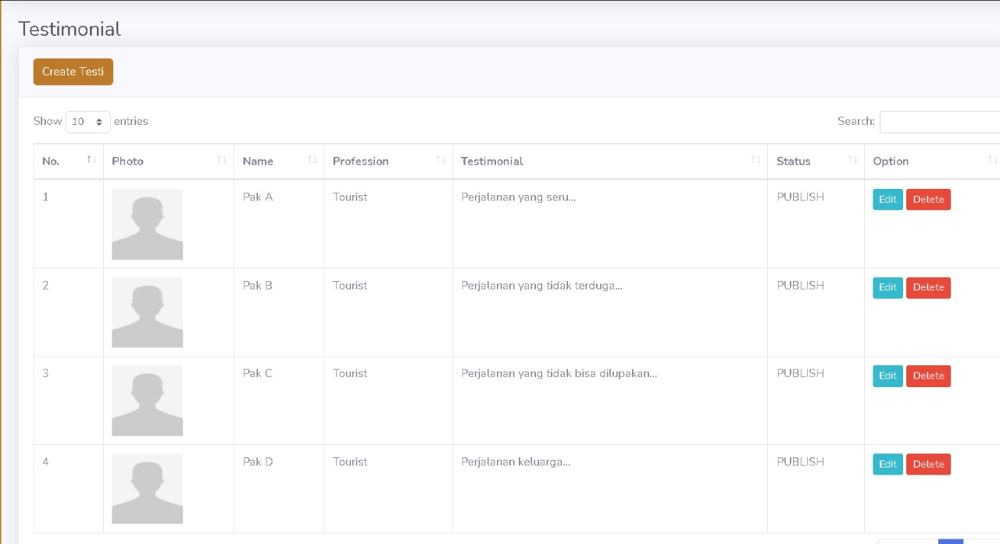 Testimonial
Create Testi
Show 10 entries
Search:
No. Photo Name Profession Testimonial Status Option
1 Pak A Tourist Perjalanan yang seru... PUBLISH Edit Delete
2 Pak B Tourist Perjalanan yang tidak terduga... PUBLISH Edit Delete
3 Pak C Tourist Perjalanan yang tidak bisa dilupakan... PUBLISH Edit Delete
4 Pak D Tourist Perjalanan keluarga... PUBLISH Edit Delete